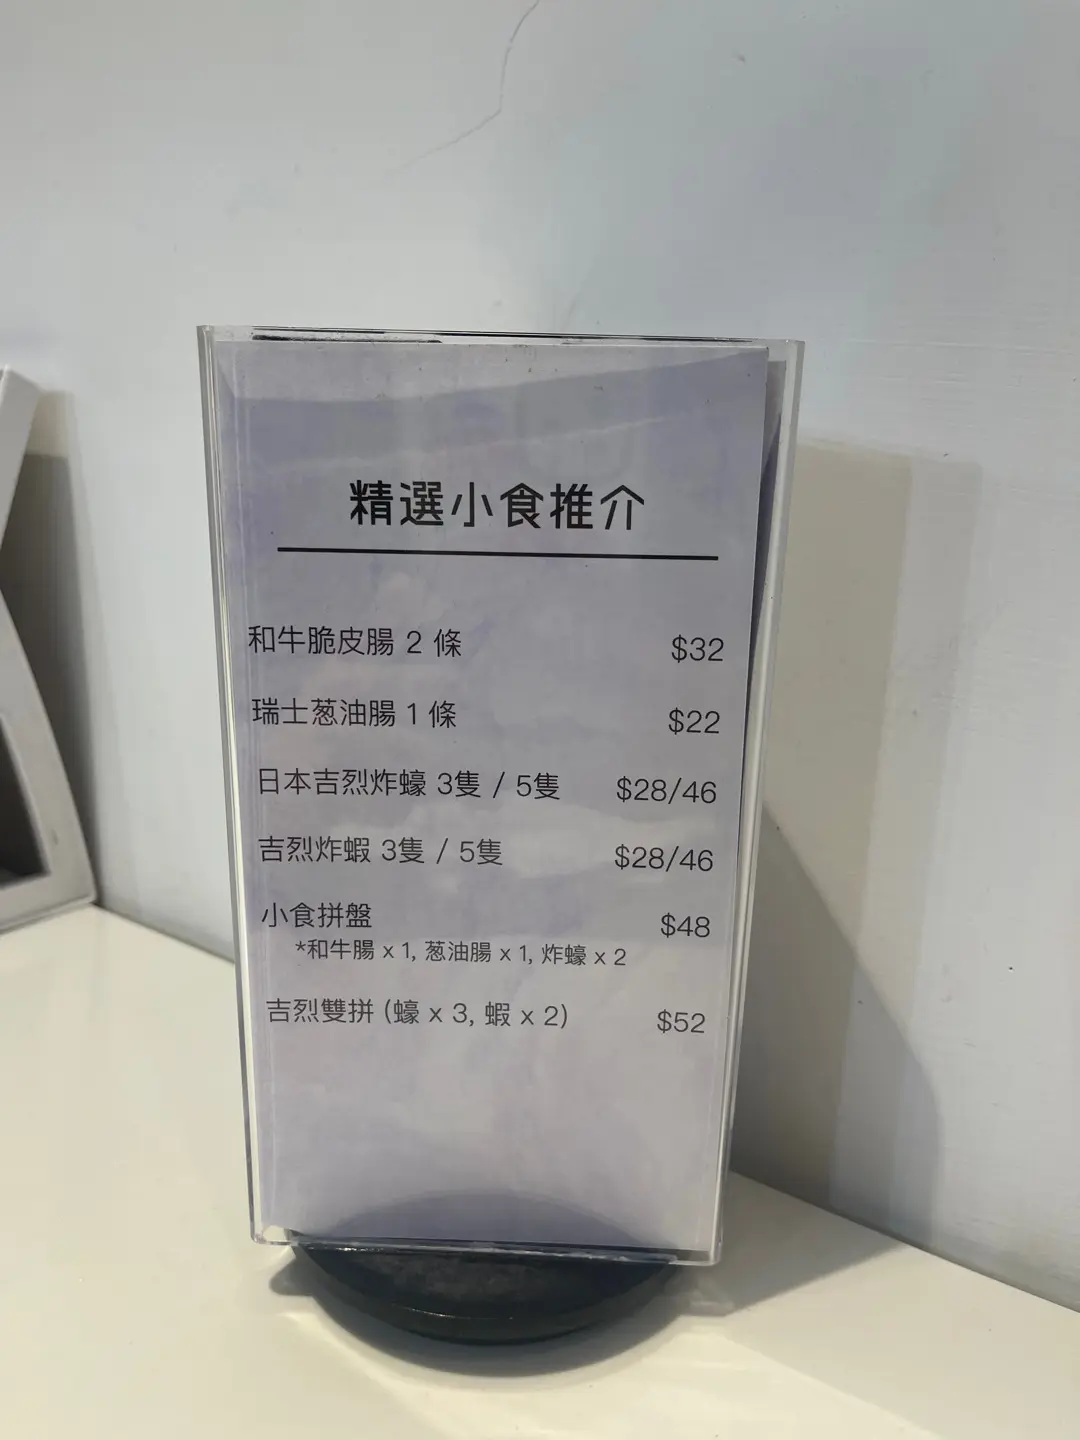 精選小食推介
和牛脆皮腸 2 條 $32
瑞士葱油腸 1 條 $22
日本吉烈炸蠔 3隻 / 5隻 $28/46
吉烈炸蝦 3隻 / 5隻 $28/46
小食拼盤 $48
*和牛腸 x 1, 葱油腸 x 1, 炸蠔 x 2
吉烈雙拼 (蠔 x 3, 蝦 x 2) $52